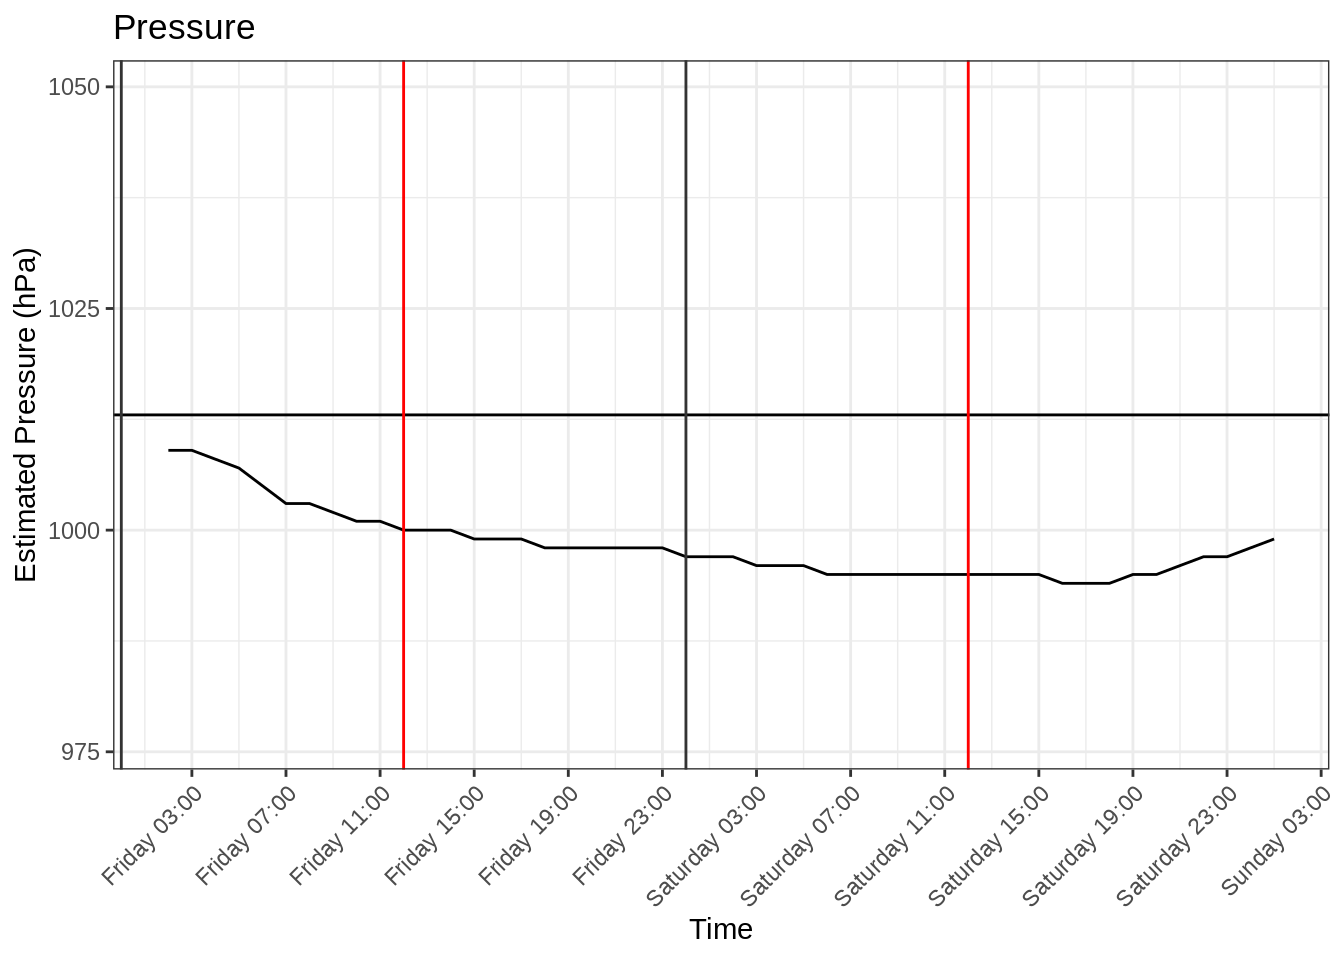 Pressure
Estimated Pressure (hPa)
1050
1025
1000
975
Friday 03:00
Friday 07:00
Friday 11:00
Friday 15:00
Friday 19:00
Friday 23:00
Saturday 03:00
Saturday 07:00
Saturday 11:00
Saturday 15:00
Saturday 19:00
Saturday 23:00
Sunday 03:00
Time